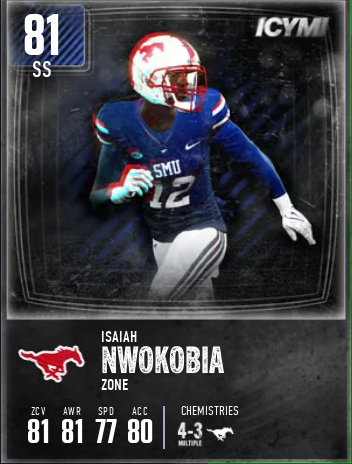 81
SS
ICYMI
SMU
12
ISAIAH
NWOKOBIA
ZONE
ZCV AWR SPD ACC
81 81 77 80
CHEMISTRIES
4-3
MULTIPLE